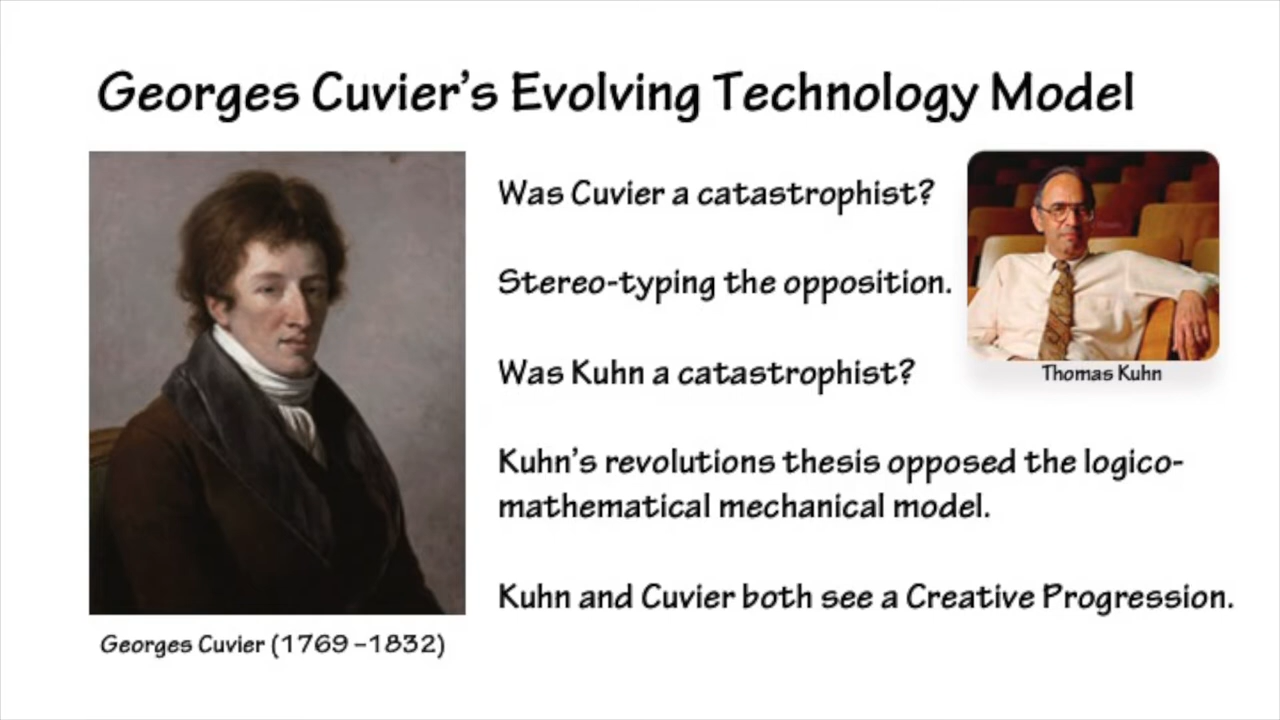 Georges Cuvier's Evolving Technology Model
Was Cuvier a catastrophist?
Stereo-typing the opposition.
Was Kuhn a catastrophist?
Thomas Kuhn
Kuhn's revolutions thesis opposed the logico-
mathematical mechanical model.
Kuhn and Cuvier both see a Creative Progression.
Georges Cuvier (1769 –1832)